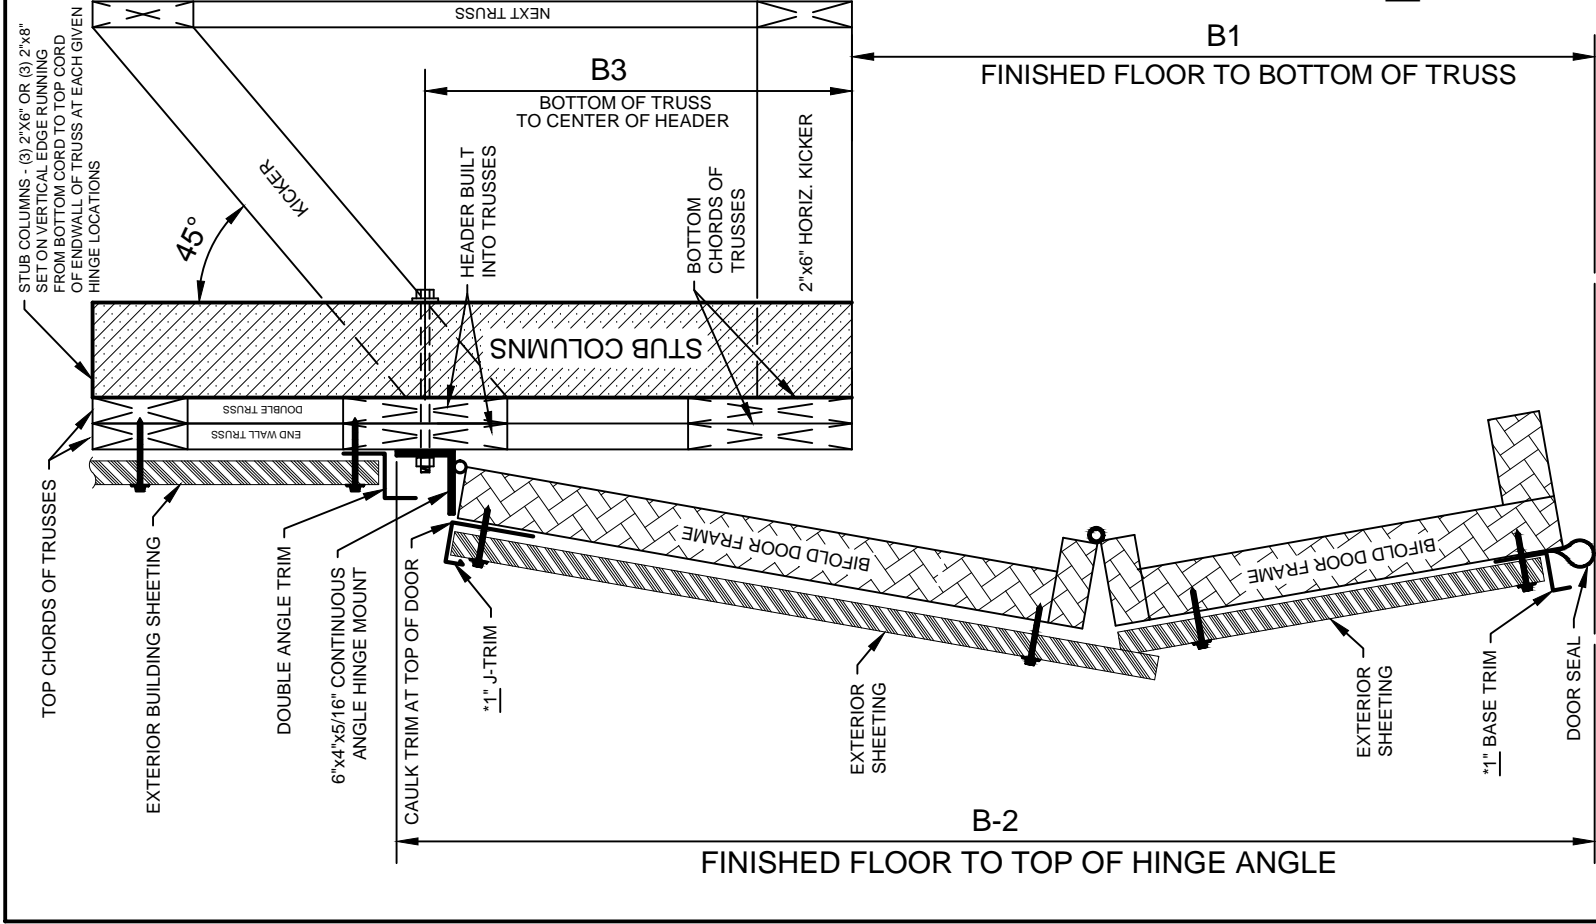 STUB COLUMNS - (3) 2"X6" OR (3) 2"x8"
SET ON VERTICAL EDGE RUNNING
FROM BOTTOM CORD TO TOP CORD
OF ENDWALL OF TRUSS AT EACH GIVEN
HINGE LOCATIONS
NEXT TRUSS
B1
FINISHED FLOOR TO BOTTOM OF TRUSS
B3
BOTTOM OF TRUSS
TO CENTER OF HEADER
KICKER
45°
HEADER BUILT
INTO TRUSSES
BOTTOM
CHORDS OF
TRUSSES
2"x6" HORIZ. KICKER
STUB COLUMNS
DOUBLE TRUSS
END WALL TRUSS
TOP CHORDS OF TRUSSES
EXTERIOR BUILDING SHEETING
DOUBLE ANGLE TRIM
6"x4"x5/16" CONTINUOUS
ANGLE HINGE MOUNT
CAULK TRIM AT TOP OF DOOR
*1" J-TRIM
BIFOLD DOOR FRAME
BIFOLD DOOR FRAME
EXTERIOR
SHEETING
EXTERIOR
SHEETING
*1" BASE TRIM
DOOR SEAL
B-2
FINISHED FLOOR TO TOP OF HINGE ANGLE